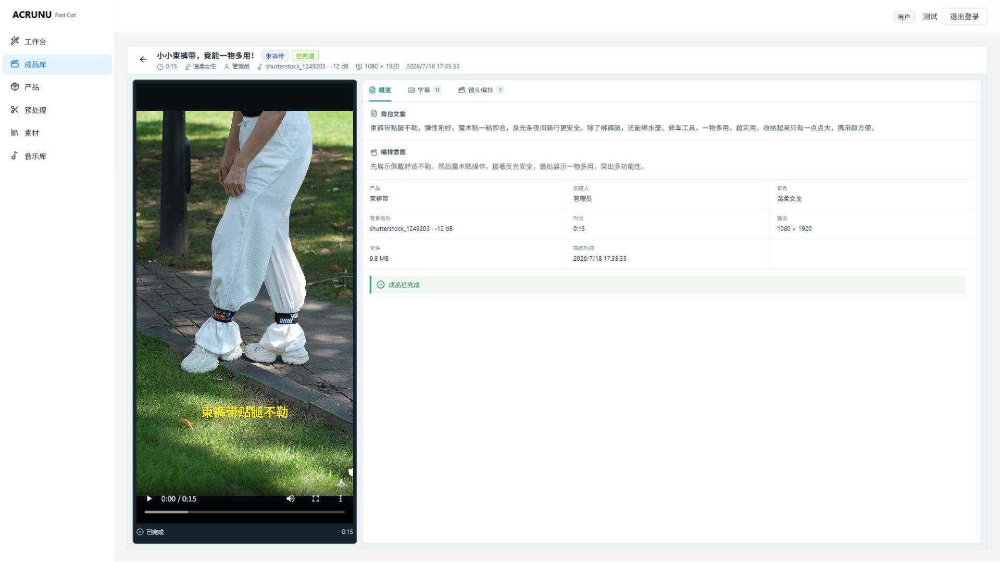 ACRUNU Fast Cut
用户 测试 退出登录
工作台
成品库
产品
预处理
素材
音乐库
小小束裤带，竟能一物多用！ 束裤带 已完成
0:15 温柔女生 管理员 shutterstock_1249203 · -12 dB 1080 × 1920 2026/7/18 17:35:33
束裤带贴腿不勒
0:00 / 0:15
已完成 0:15
概览 字幕 11 镜头编排 7
旁白文案
束裤带贴腿不勒，弹性刚好。魔术贴一粘即合，反光条夜间骑行更安全。除了绑裤腿，还能绑水壶、修车工具，一物多用，超实用。收纳起来只有一点点大，携带超方便。
编排意图
先展示佩戴舒适不勒，然后魔术贴操作，接着反光安全，最后展示一物多用，突出多功能性。
产品 创建人 音色
束裤带 管理员 温柔女生
背景音乐 时长 输出
shutterstock_1249203 · -12 dB 0:15 1080 × 1920
文件 完成时间
9.8 MB 2026/7/18 17:35:33
成品已完成
ACRUNU